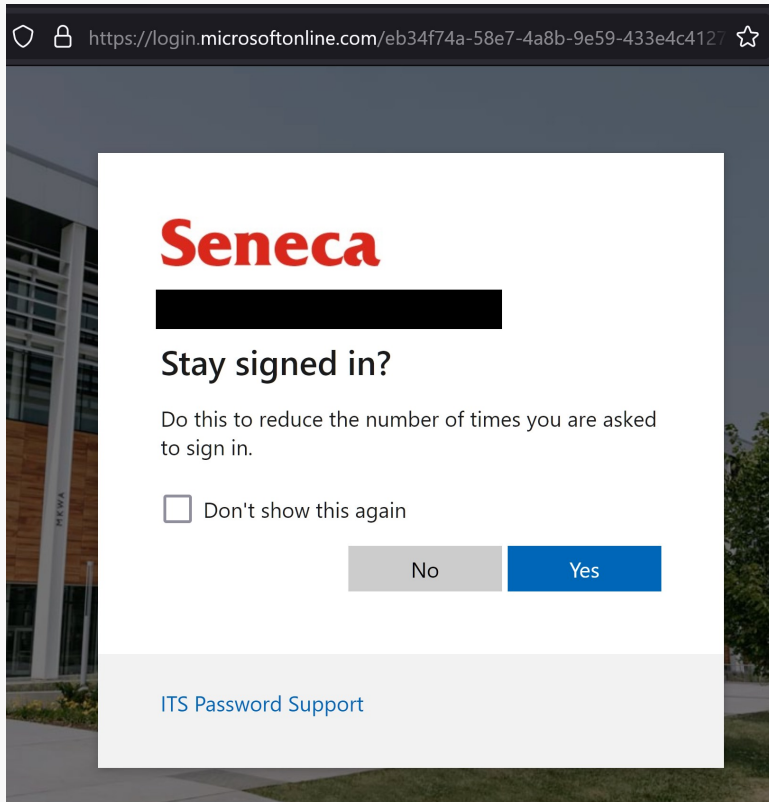 https://login.microsoftonline.com/eb34f74a-58e7-4a8b-9e59-433e4c4127
Seneca
Stay signed in?
Do this to reduce the number of times you are asked
to sign in.
Don't show this again
No
Yes
ITS Password Support
MKWA